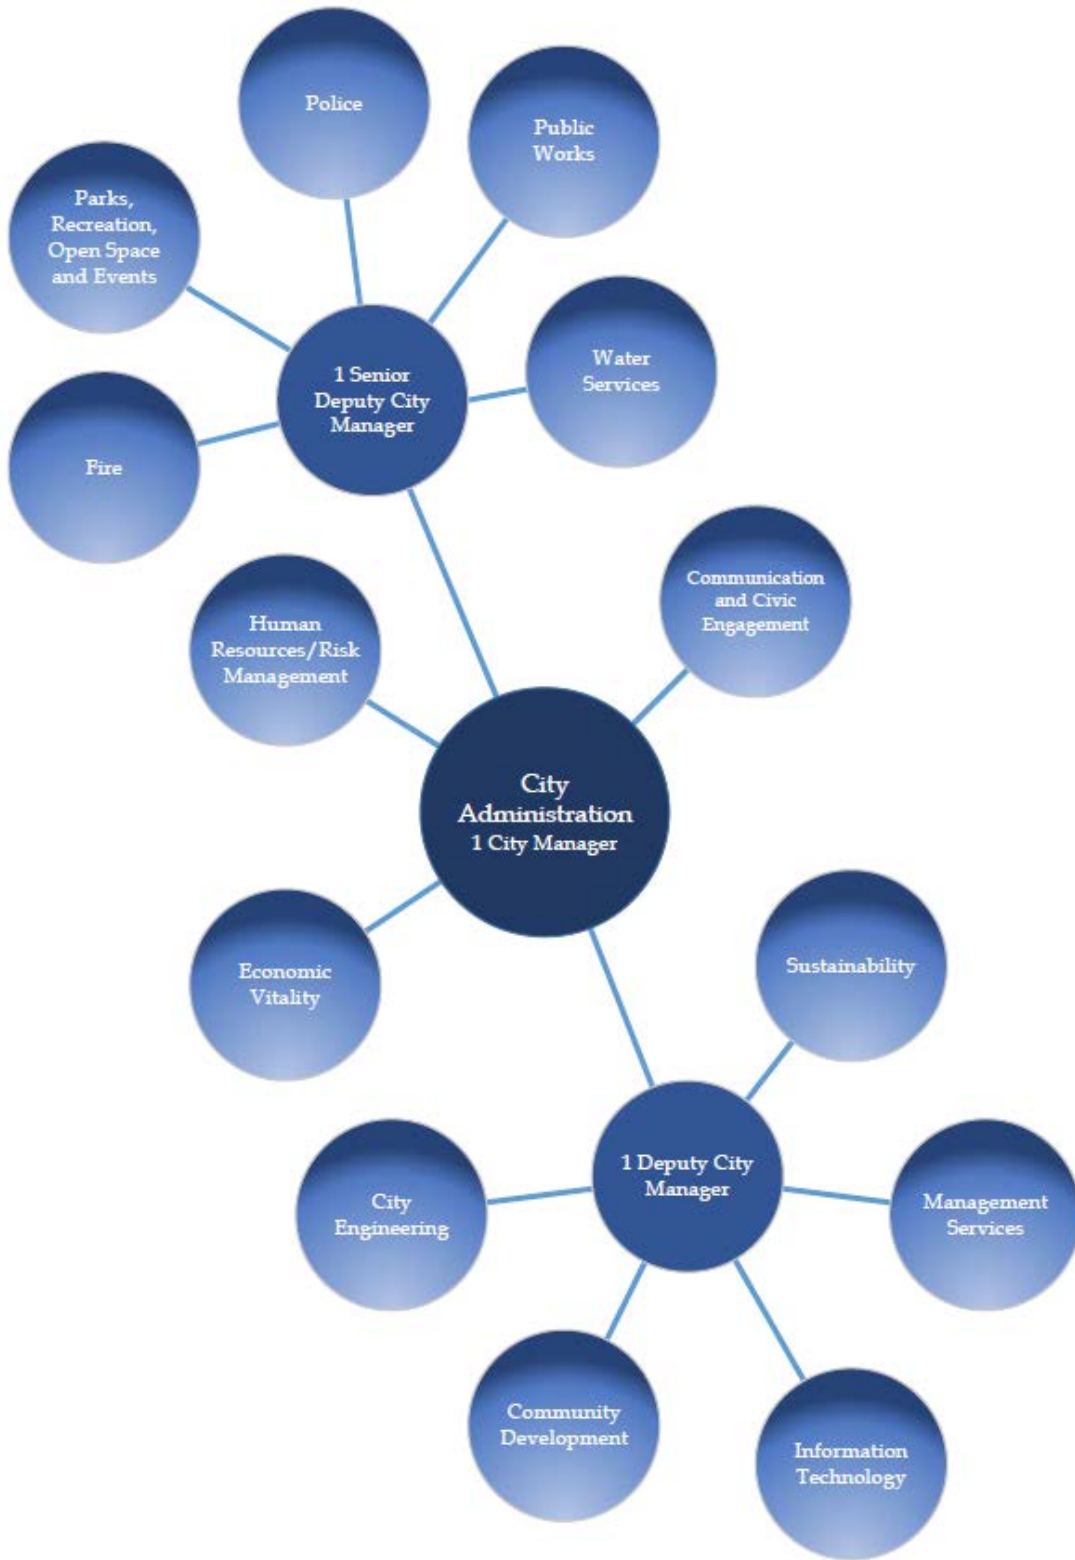 Police
Public
Works
Parks,
Recreation,
Open Space
and Events
Water
Services
1 Senior
Deputy City
Manager
Fire
Communication
and Civic
Engagement
Human
Resources/Risk
Management
City
Administration
1 City Manager
Economic
Vitality
Sustainability
1 Deputy City
Manager
City
Engineering
Management
Services
Community
Development
Information
Technology